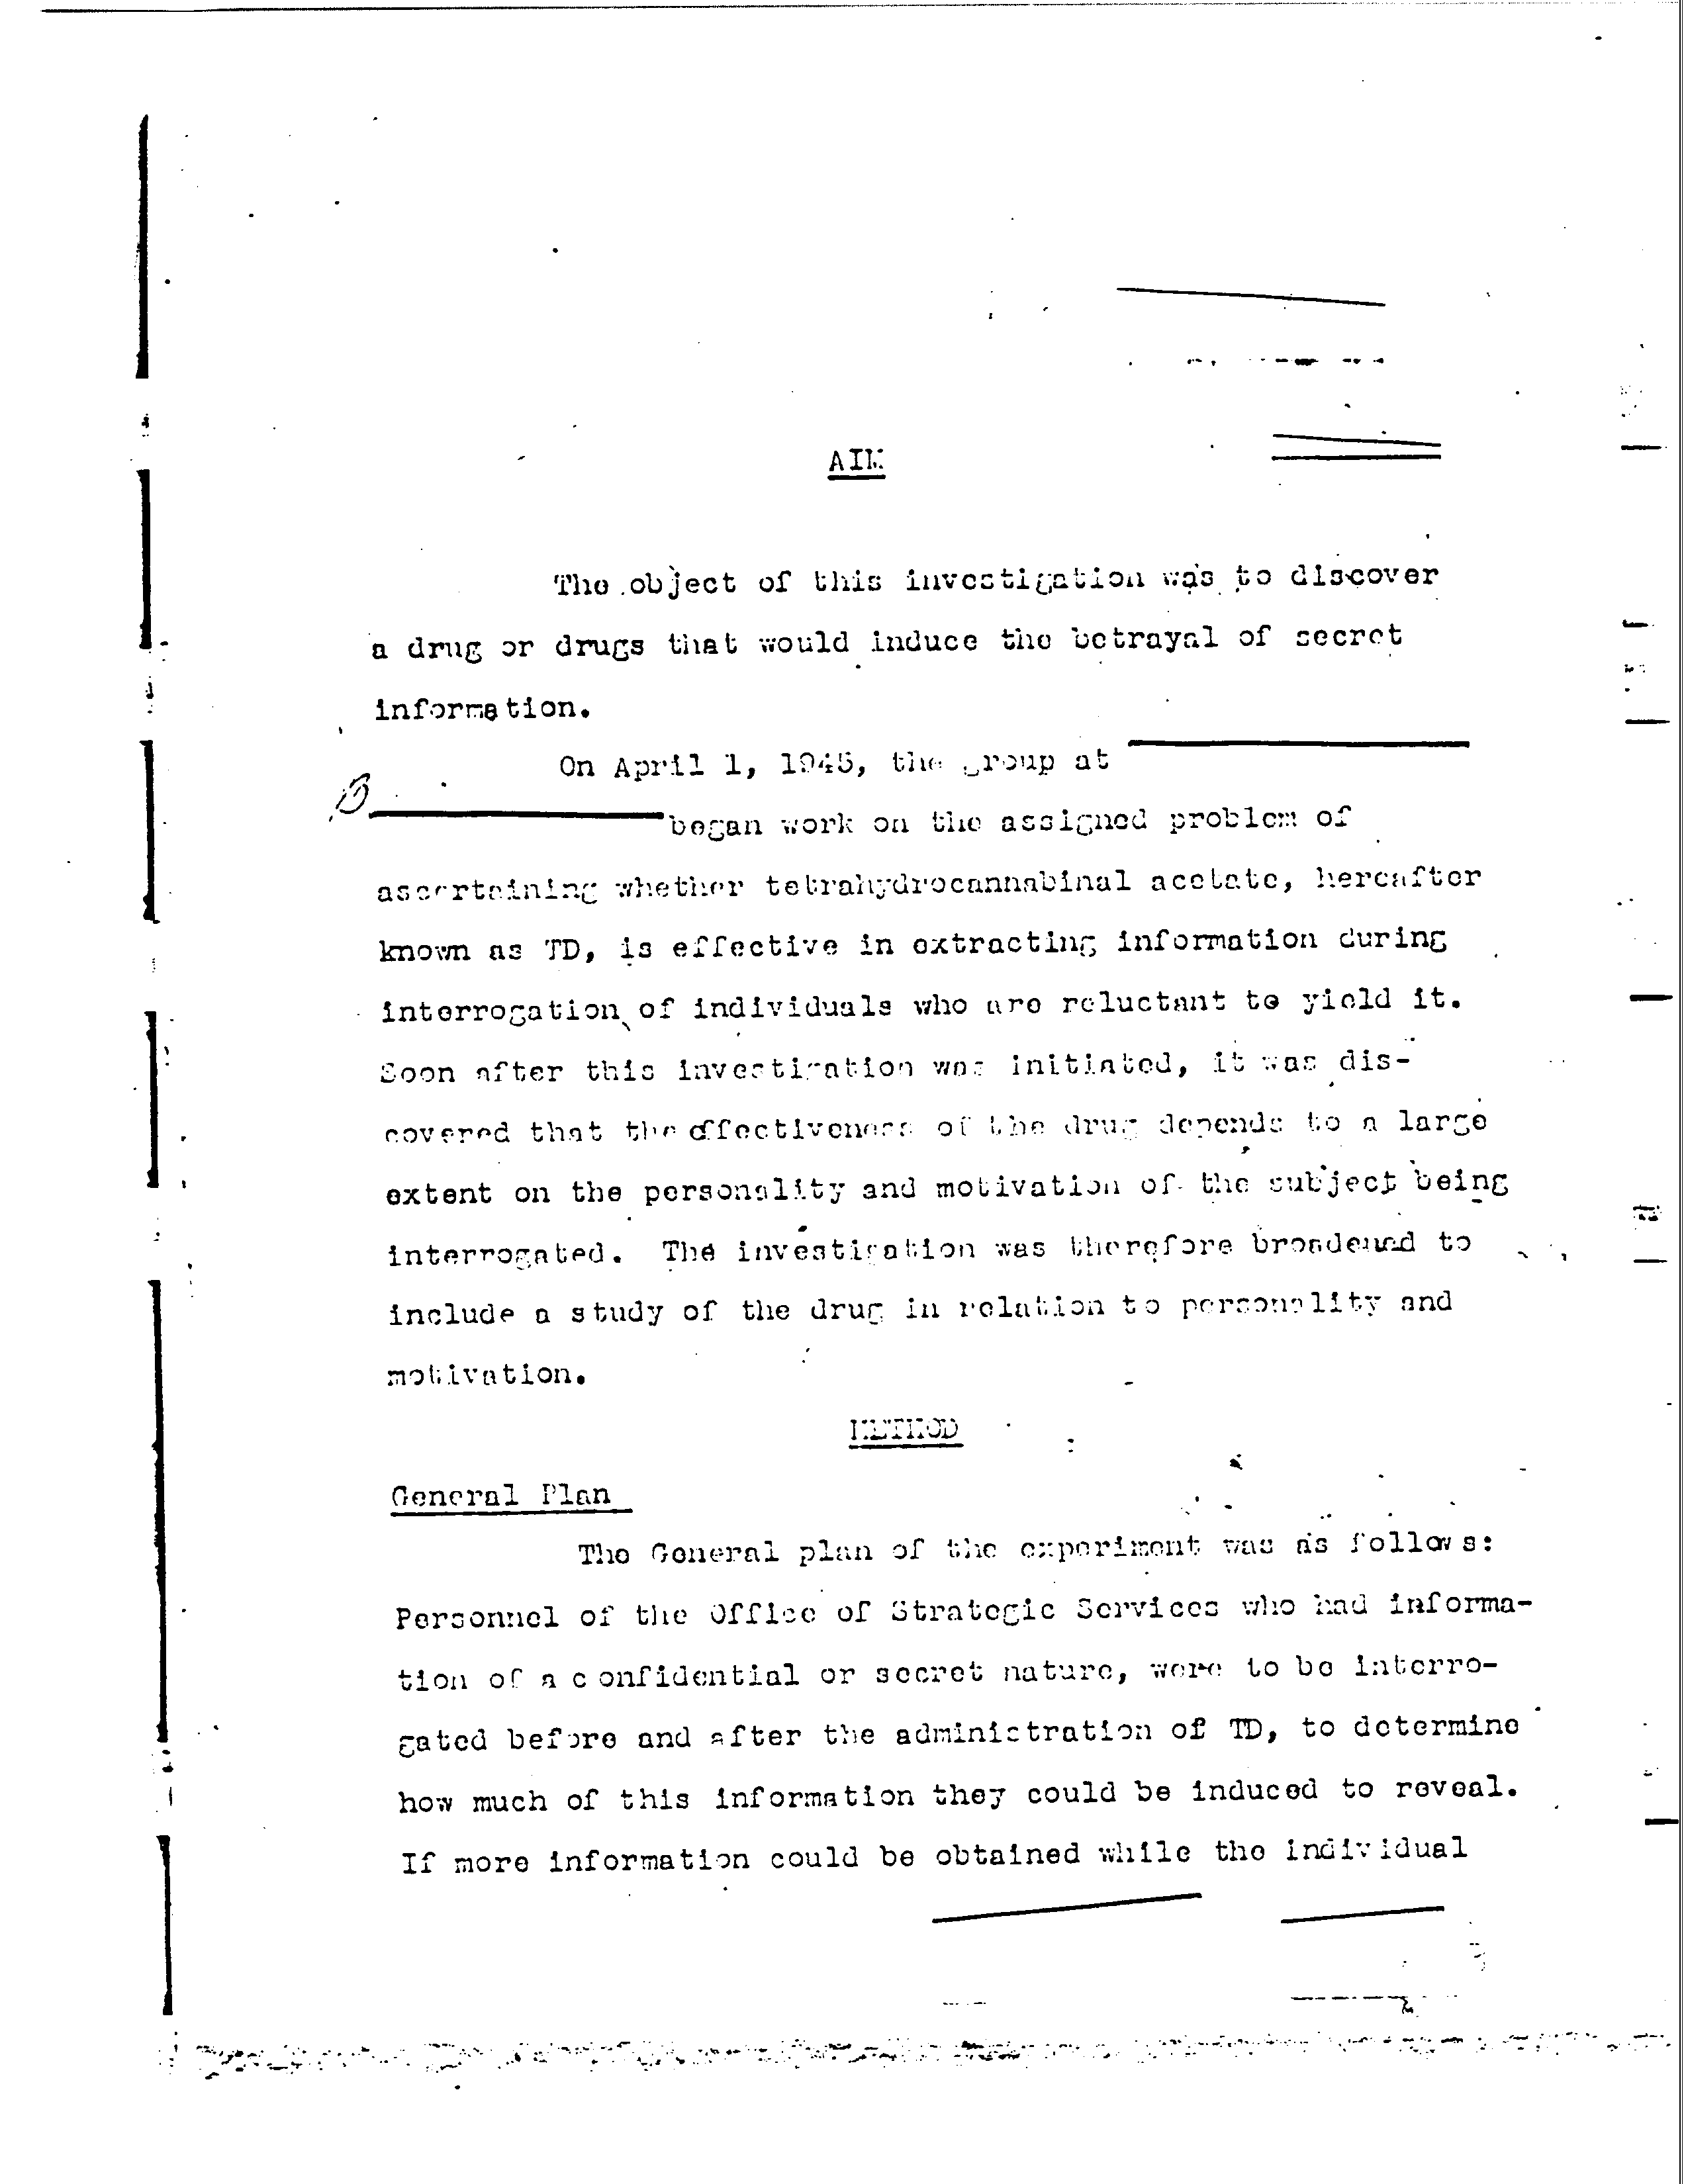 AIM
The object of this investigation was to discover
a drug or drugs that would induce the betrayal of secret
information.
On April 1, 1945, the group at
B
began work on the assigned problem of
ascertaining whether tetrahydrocannabinal acetate, hereafter
known as TD, is effective in extracting information during
interrogation of individuals who are reluctant to yield it.
Soon after this investigation was initiated, it was dis-
covered that the effectiveness of the drug depends to a large
extent on the personality and motivation of the subject being
interrogated. The investigation was therefore broadened to
include a study of the drug in relation to personality and
motivation.
METHOD
General Plan
The General plan of the experiment was as follows:
Personnel of the Office of Strategic Services who had informa-
tion of a confidential or secret nature, were to be interro-
gated before and after the administration of TD, to determine
how much of this information they could be induced to reveal.
If more information could be obtained while the individual